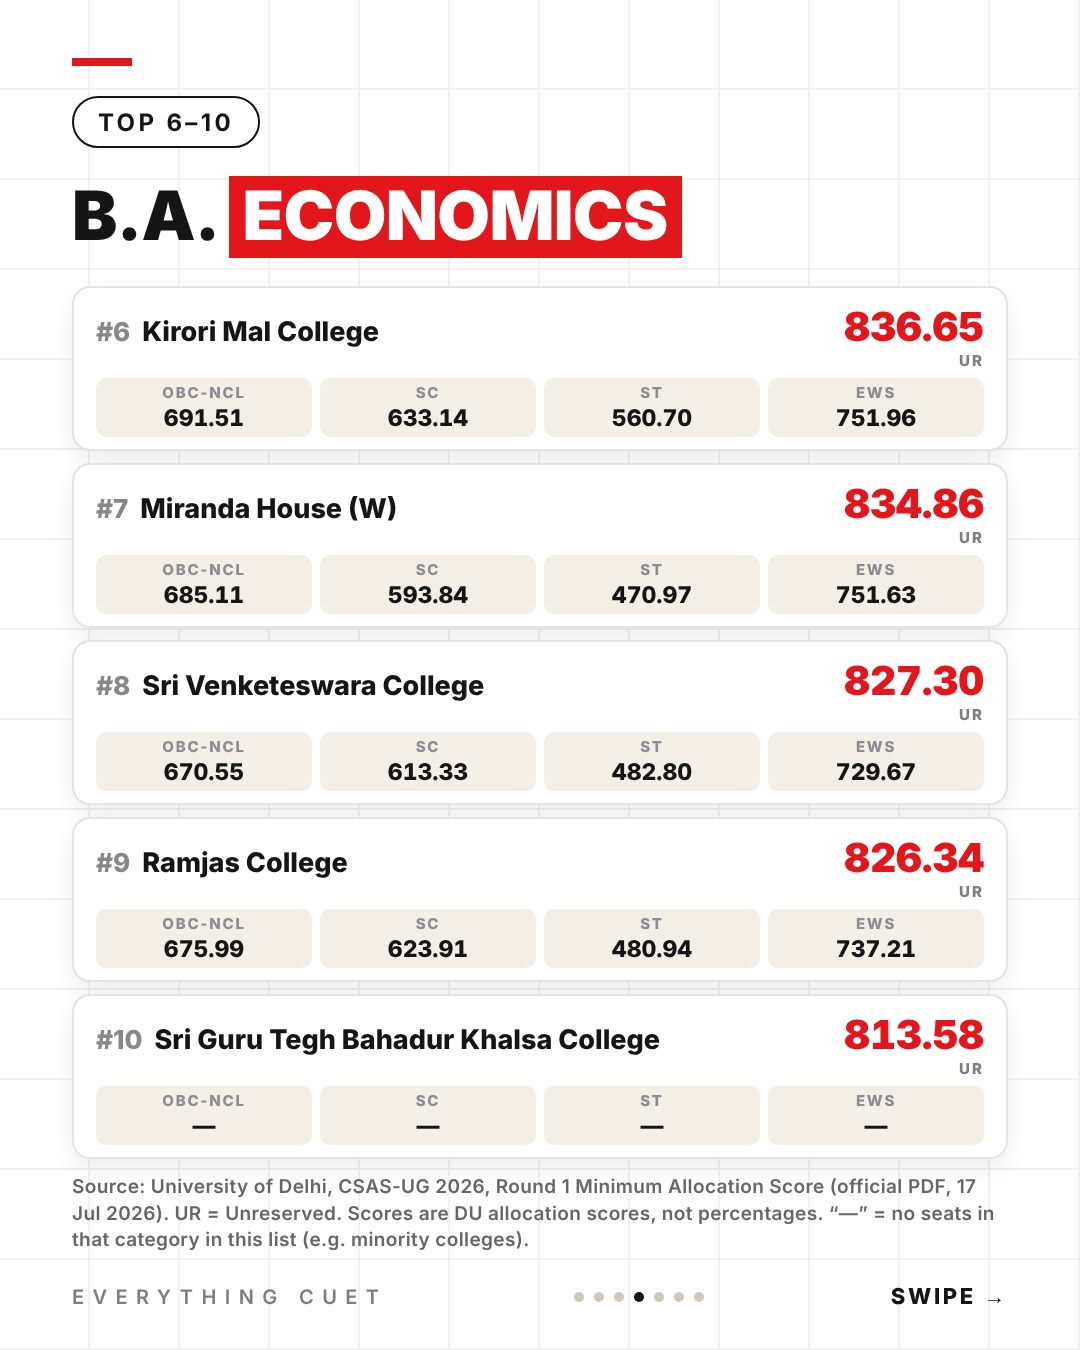 TOP 6–10
B.A. ECONOMICS
#6 Kirori Mal College 836.65
UR
OBC-NCL SC ST EWS
691.51 633.14 560.70 751.96
#7 Miranda House (W) 834.86
UR
OBC-NCL SC ST EWS
685.11 593.84 470.97 751.63
#8 Sri Venketeswara College 827.30
UR
OBC-NCL SC ST EWS
670.55 613.33 482.80 729.67
#9 Ramjas College 826.34
UR
OBC-NCL SC ST EWS
675.99 623.91 480.94 737.21
#10 Sri Guru Tegh Bahadur Khalsa College 813.58
UR
OBC-NCL SC ST EWS
— — — —
Source: University of Delhi, CSAS-UG 2026, Round 1 Minimum Allocation Score (official PDF, 17
Jul 2026). UR = Unreserved. Scores are DU allocation scores, not percentages. “—” = no seats in
that category in this list (e.g. minority colleges).
EVERYTHING CUET SWIPE →